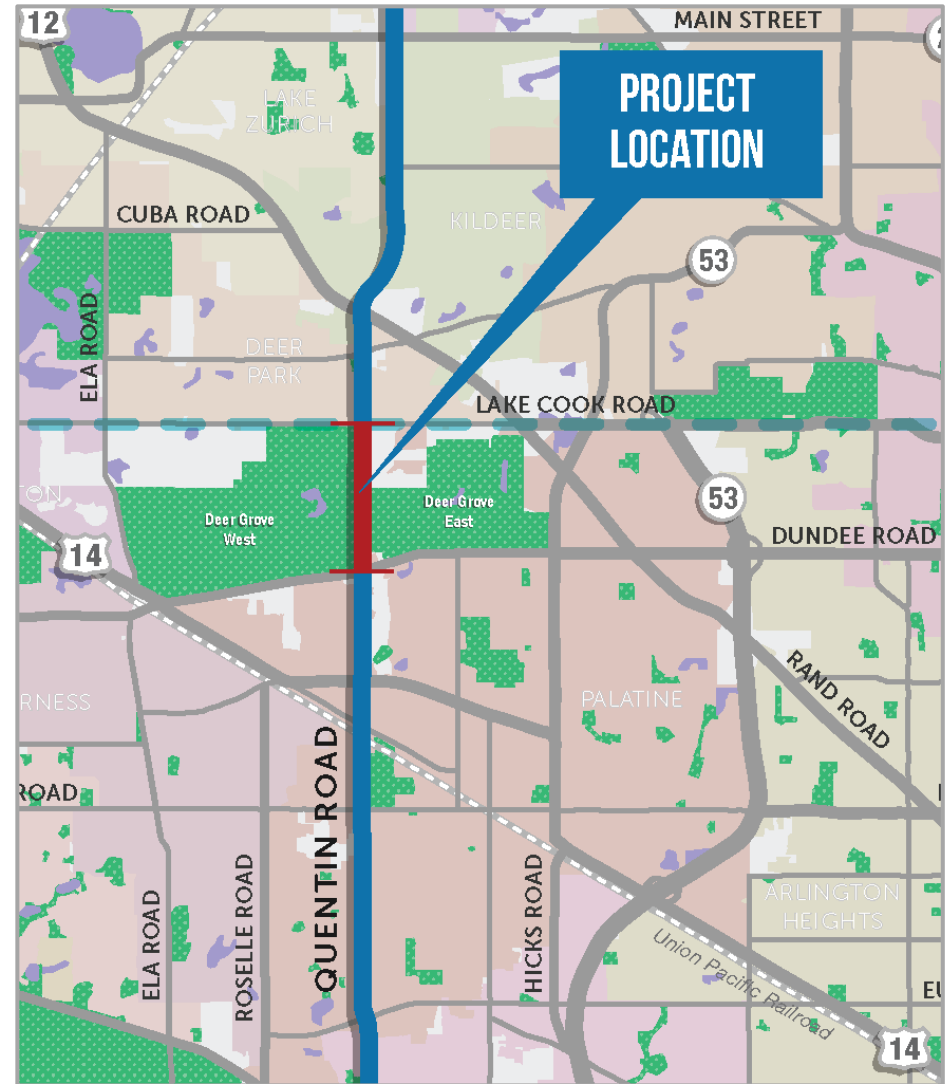 12
MAIN STREET
PROJECT
LOCATION
LAKE
ZURICH
CUBA ROAD
KILDEER
53
ELA ROAD
DEER
PARK
LAKE COOK ROAD
TON
Deer Grove
West
Deer Grove
East
53
14
DUNDEE ROAD
RNESS
PALATINE
RAND ROAD
QUENTIN ROAD
ROAD
ELA ROAD
ROSELLE ROAD
HICKS ROAD
ARLINGTON
HEIGHTS
Union Pacific Railroad
EU
14